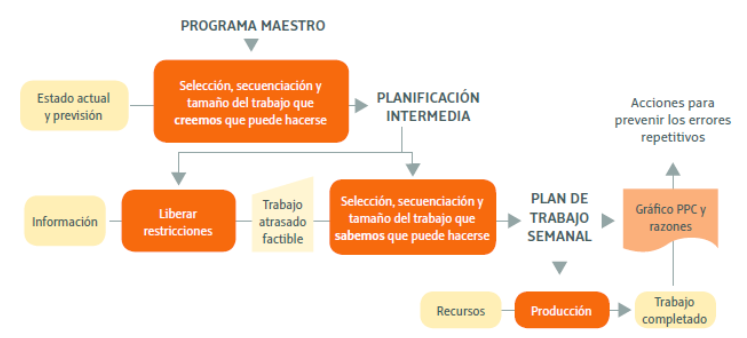 PROGRAMA MAESTRO
Estado actual
y previsión
Selección, secuenciación y
tamaño del trabajo que
creemos que puede hacerse
PLANIFICACIÓN
INTERMEDIA
Acciones para
prevenir los errores
repetitivos
Información
Liberar
restricciones
Trabajo
atrasado
factible
Selección, secuenciación y
tamaño del trabajo que
sabemos que puede hacerse
PLAN DE
TRABAJO
SEMANAL
Gráfico PPC y
razones
Recursos
Producción
Trabajo
completado